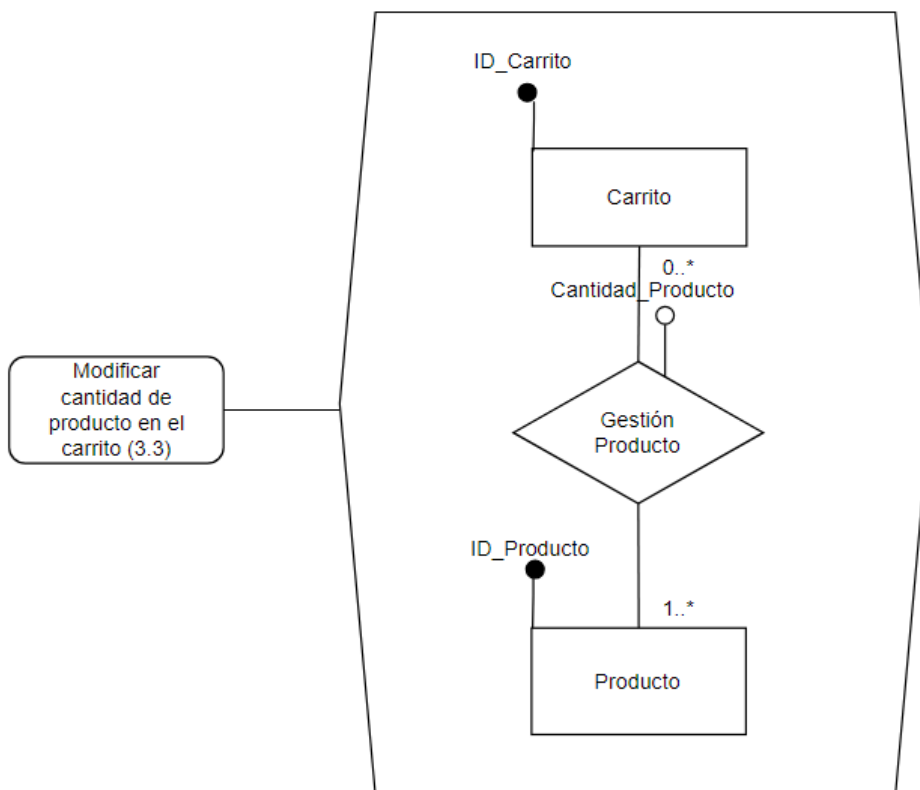 ID_Carrito
Carrito
0..*
Cantidad_Producto
Modificar
cantidad de
producto en el
carrito (3.3)
Gestión
Producto
ID_Producto
1..*
Producto